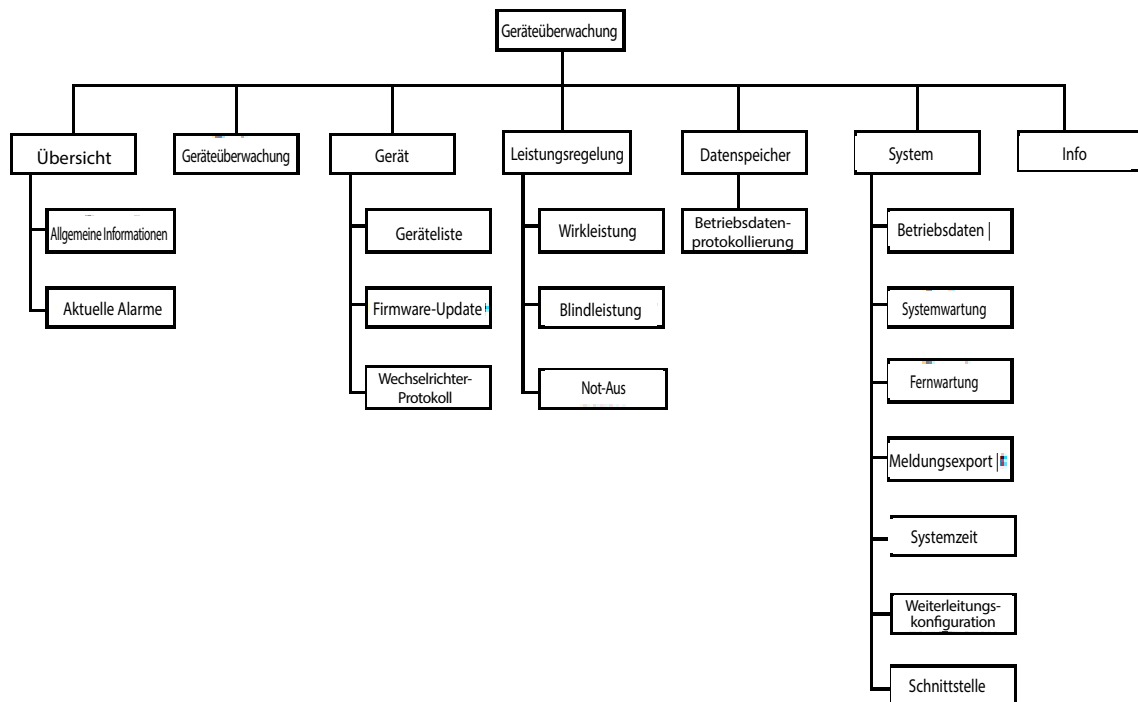 Geräteüberwachung
Übersicht
Geräteüberwachung
Gerät
Leistungsregelung
Datenspeicher
System
Info
Allgemeine Informationen
Aktuelle Alarme
Geräteliste
Firmware-Update
Wechselrichter-
Protokoll
Wirkleistung
Blindleistung
Not-Aus
Betriebsdaten-
protokollierung
Betriebsdaten |
Systemwartung
Fernwartung
Meldungsexport |
Systemzeit
Weiterleitungs-
konfiguration
Schnittstelle